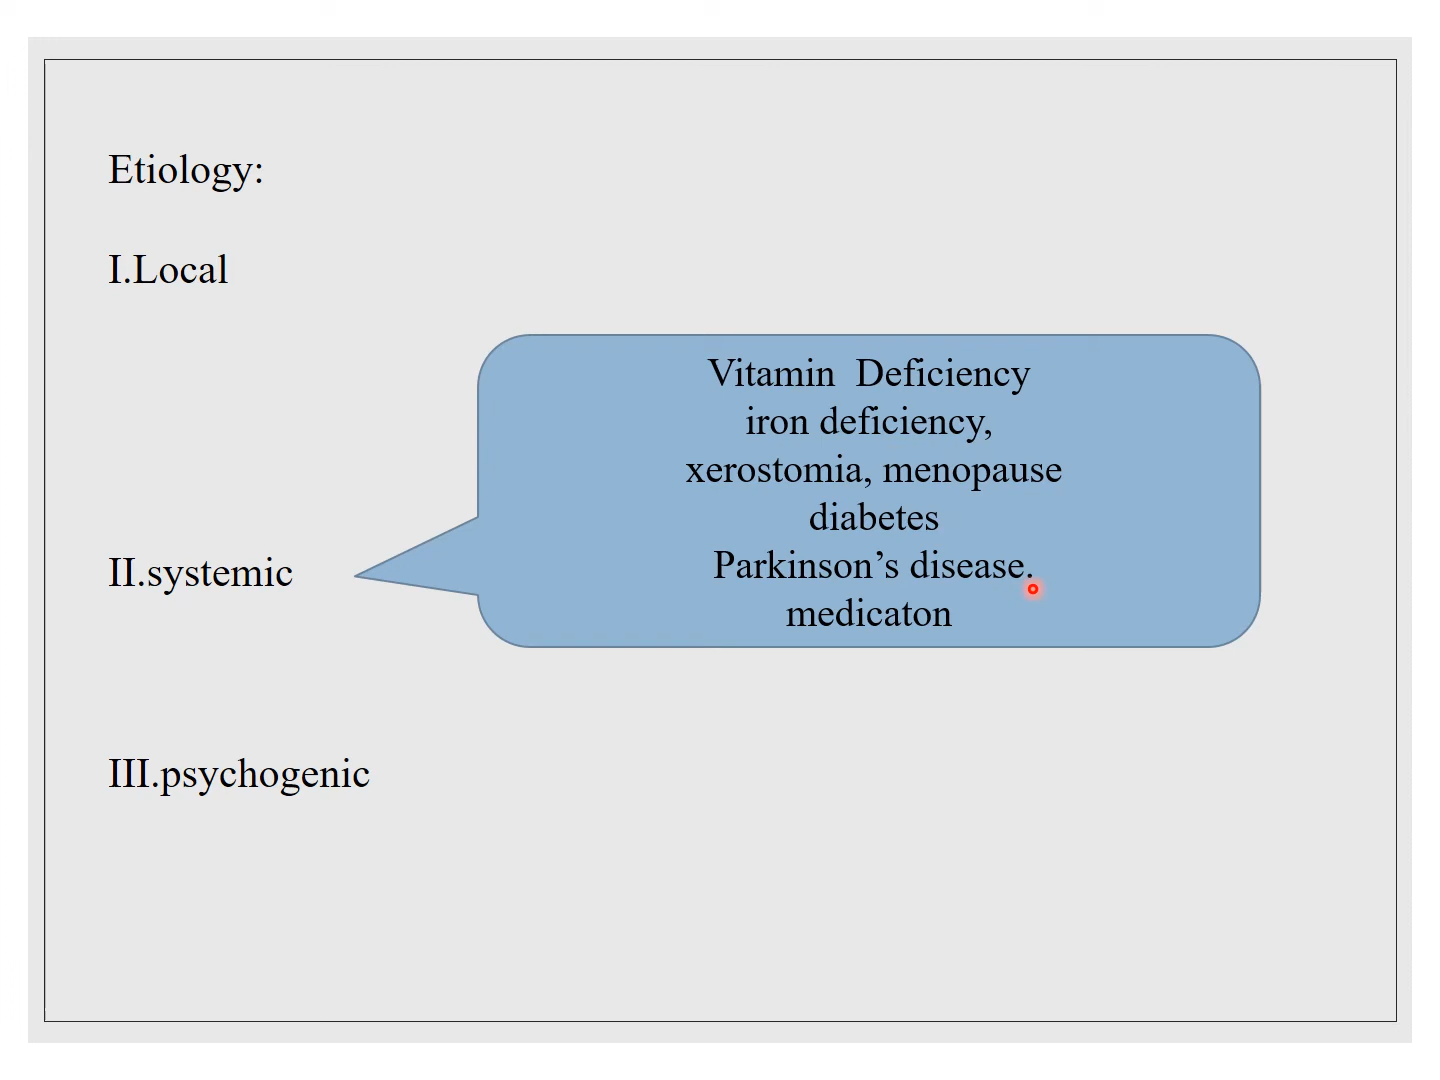 Etiology:
I.Local
Vitamin  Deficiency
iron deficiency,
xerostomia, menopause
diabetes
Parkinson’s disease.
medicaton
II.systemic
III.psychogenic